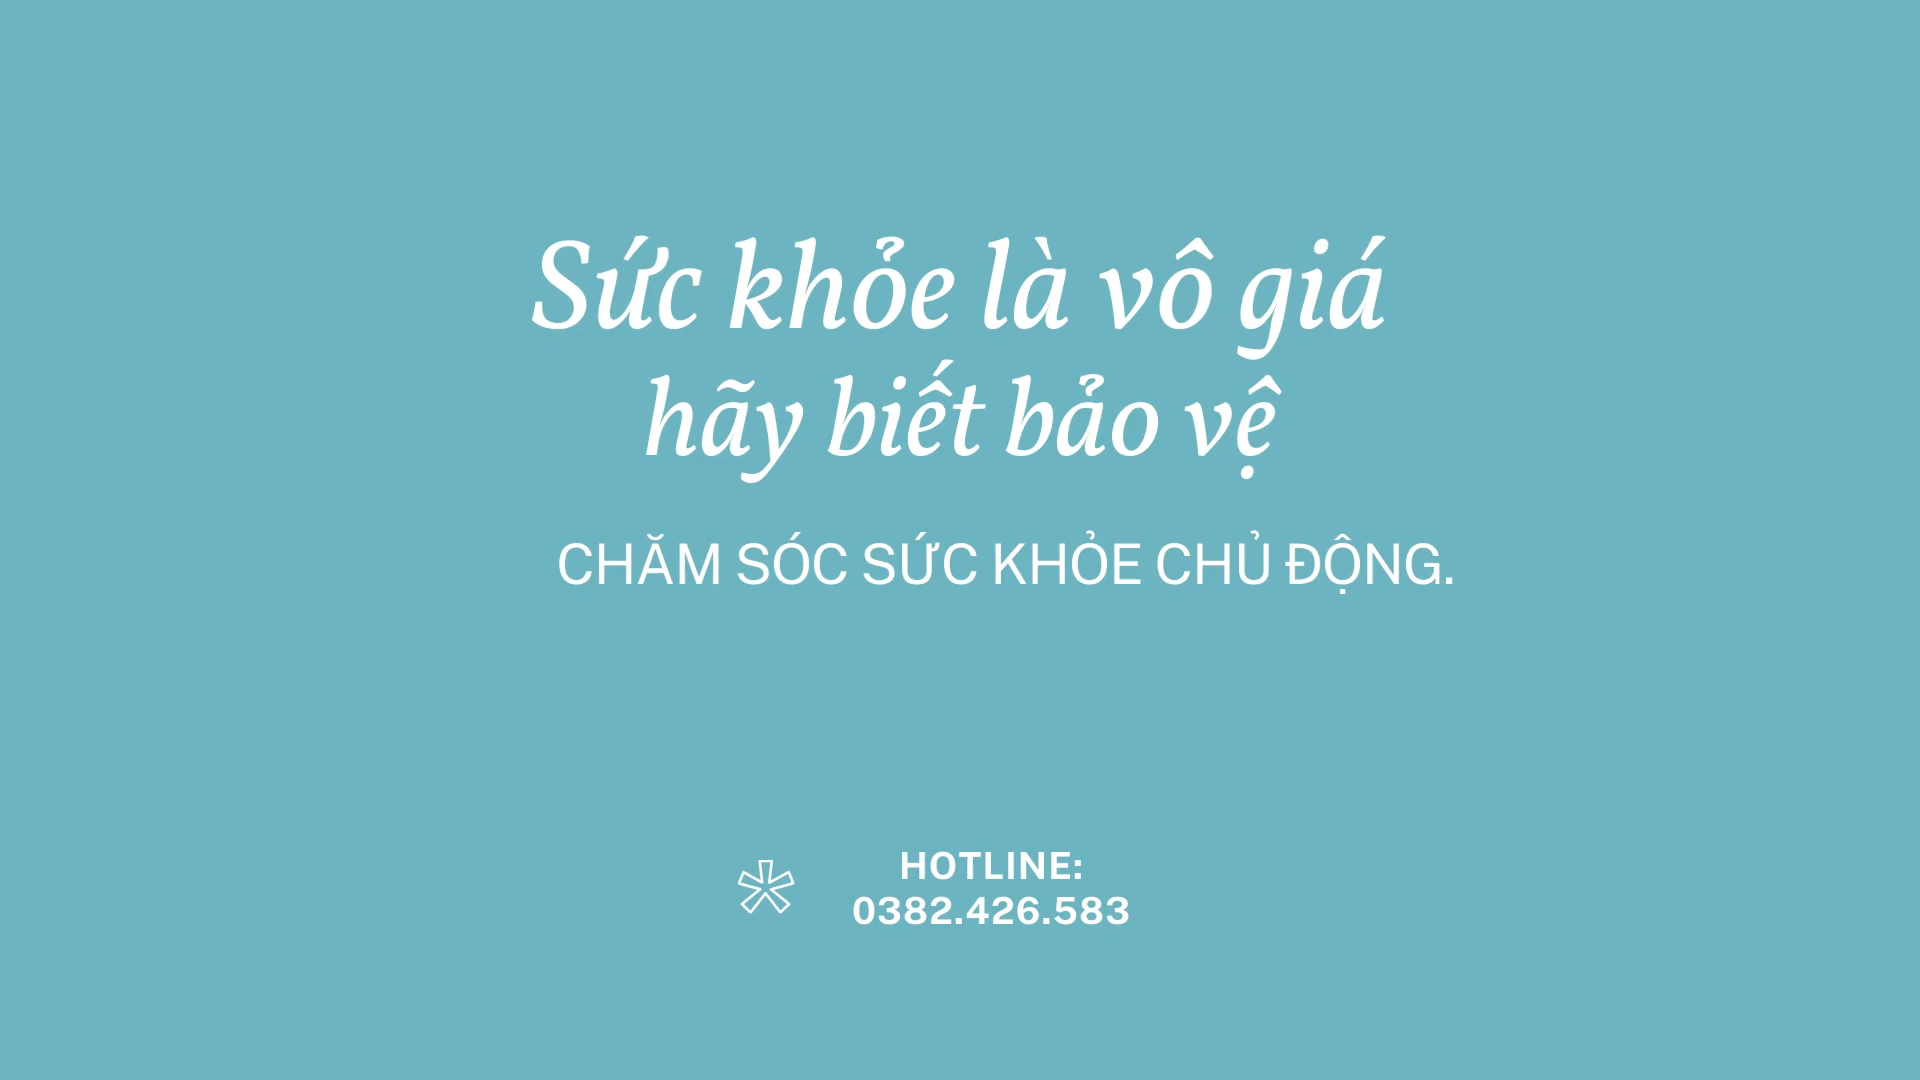 Sức khỏe là vô giá
hãy biết bảo vệ
CHĂM SÓC SỨC KHỎE CHỦ ĐỘNG.
HOTLINE:
0382.426.583